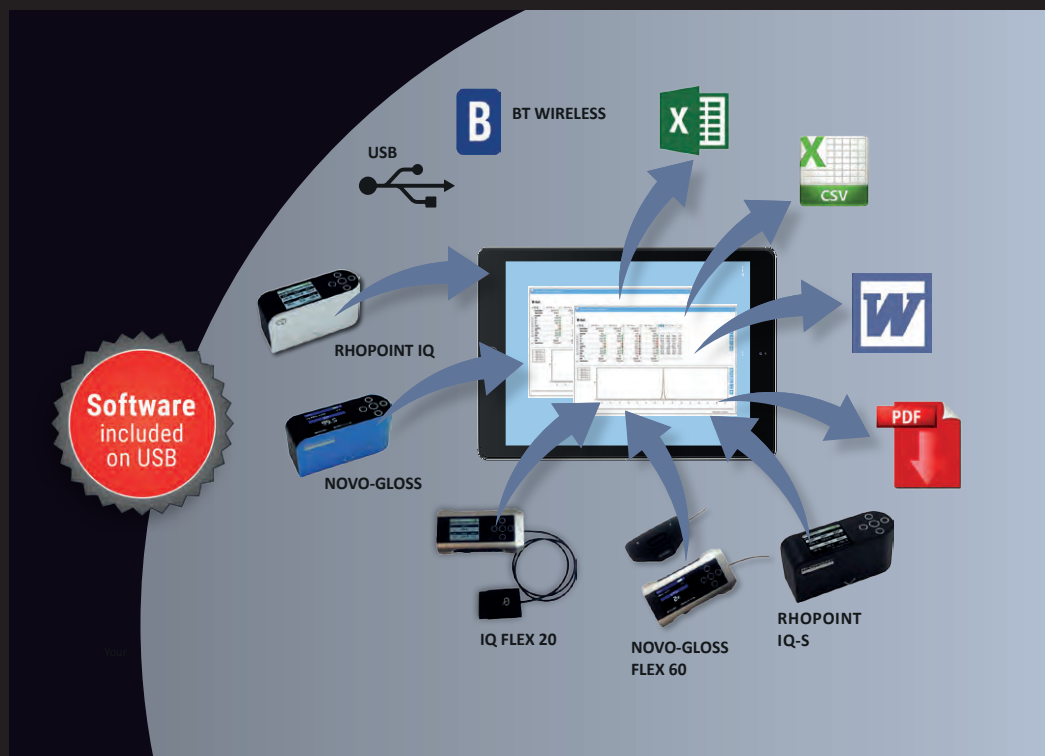 B
BT WIRELESS
USB
X
X
CSV
W
RHOPOINT IQ
Software
included
on USB
PDF
NOVO-GLOSS
IQ FLEX 20
NOVO-GLOSS
FLEX 60
RHOPOINT
IQ-S
Your